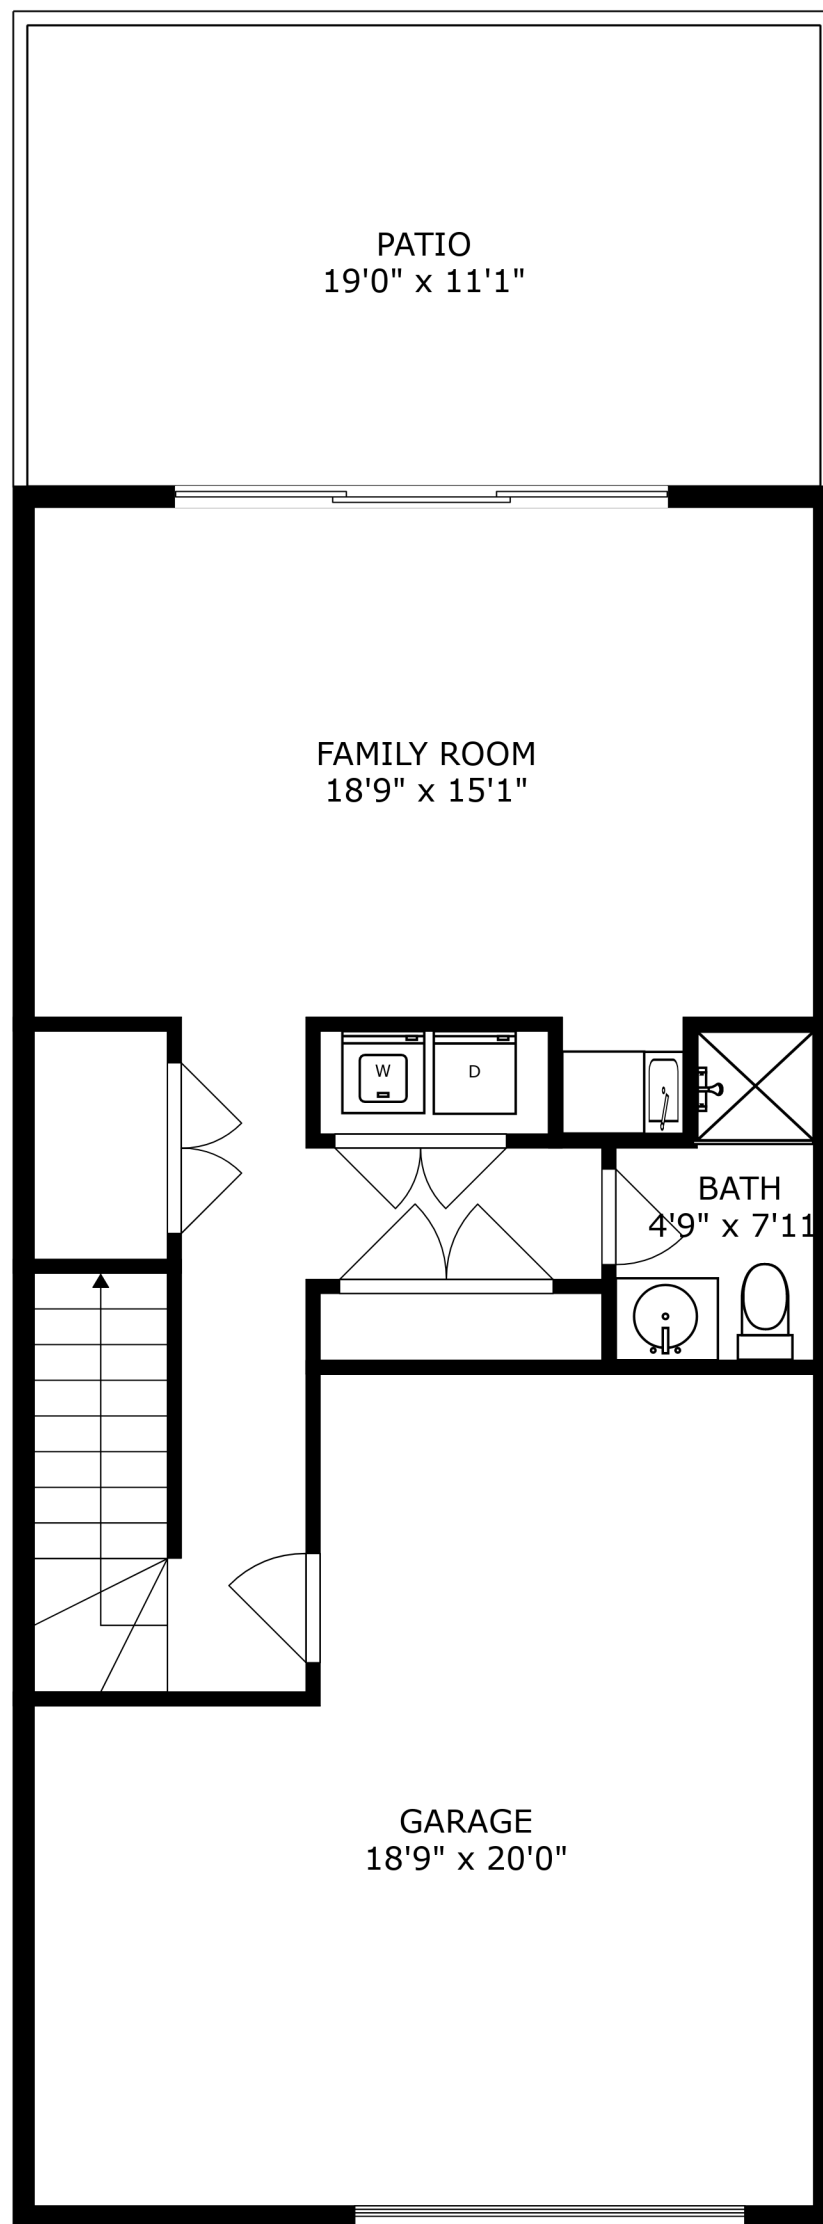 PATIO
19'0" x 11'1"
FAMILY ROOM
18'9" x 15'1"
W
D
BATH
4'9" x 7'11
GARAGE
18'9" x 20'0"